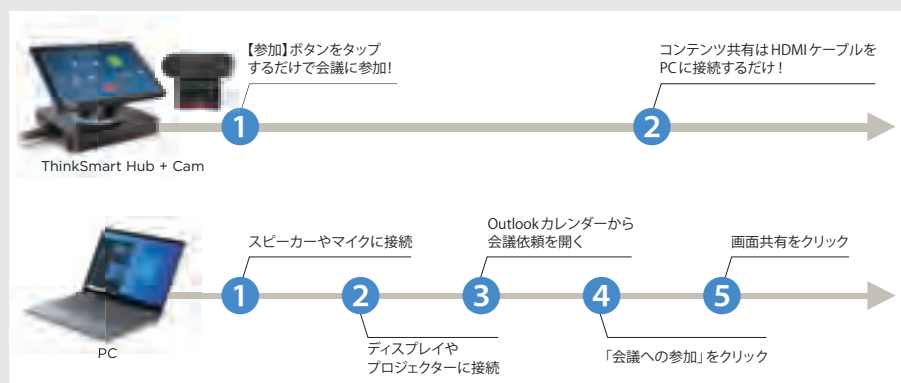 【参加】ボタンをタップ
するだけで会議に参加!
コンテンツ共有はHDMIケーブルを
PCに接続するだけ!
1
2
ThinkSmart Hub + Cam
スピーカーやマイクに接続
Outlookカレンダーから
会議依頼を開く
画面共有をクリック
1
2
3
4
5
PC
ディスプレイや
プロジェクターに接続
「会議への参加」をクリック